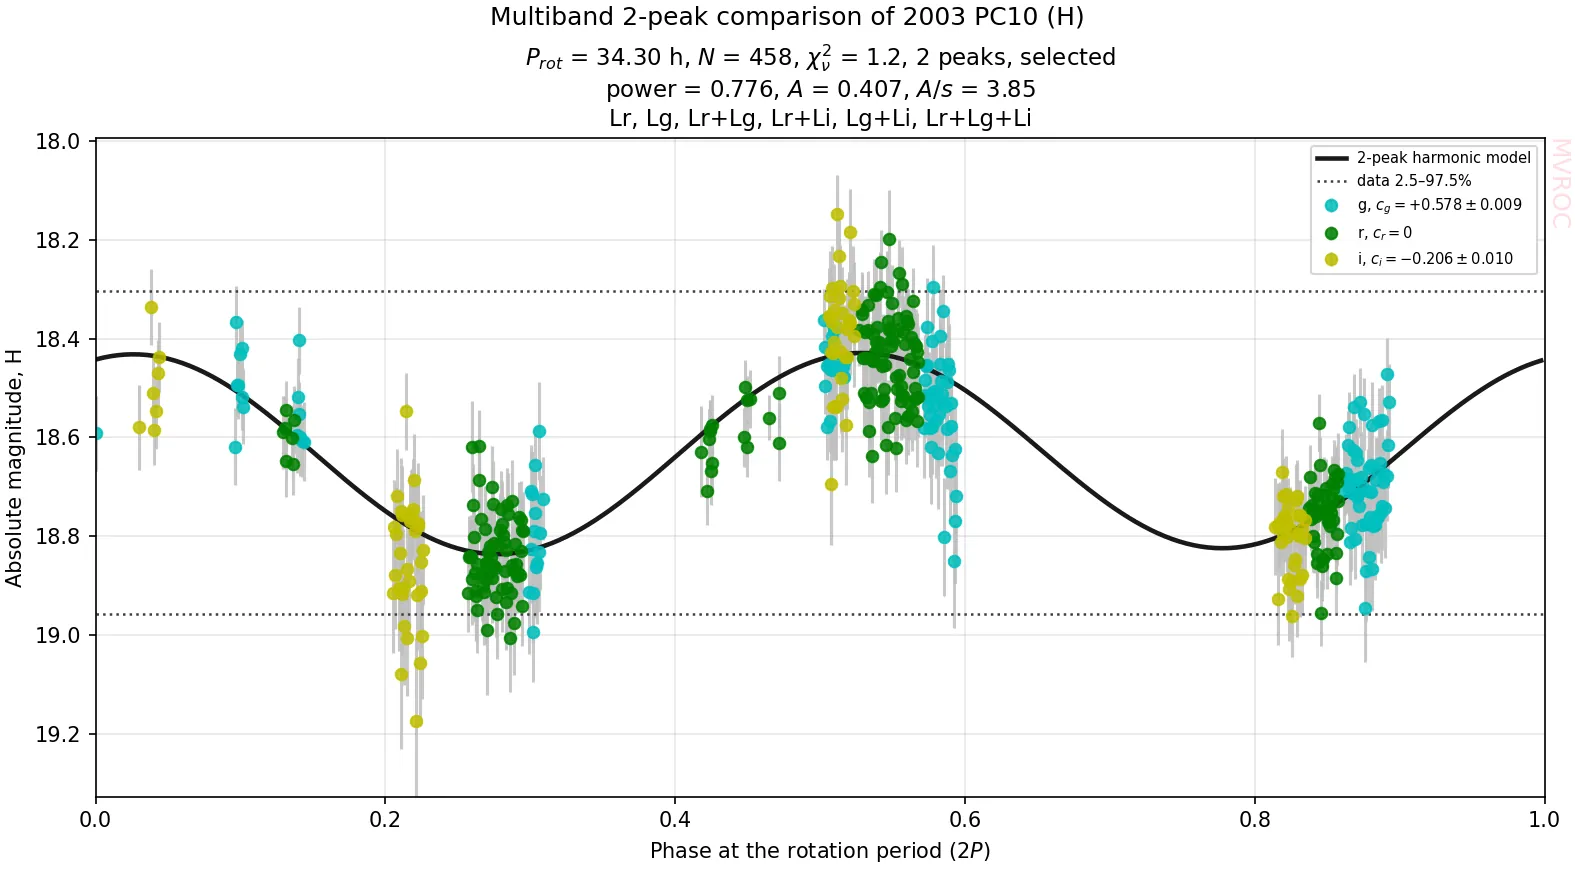 Multiband 2-peak comparison of 2003 PC10 (H)
P_rot = 34.30 h, N = 458, χ²_ν = 1.2, 2 peaks, selected
power = 0.776, A = 0.407, A/s = 3.85
Lr, Lg, Lr+Lg, Lr+Li, Lg+Li, Lr+Lg+Li
MVROC
2-peak harmonic model
data 2.5–97.5%
g, c_g = +0.578 ± 0.009
r, c_r = 0
i, c_i = −0.206 ± 0.010
Absolute magnitude, H
18.0
18.2
18.4
18.6
18.8
19.0
19.2
0.0 0.2 0.4 0.6 0.8 1.0
Phase at the rotation period (2P)